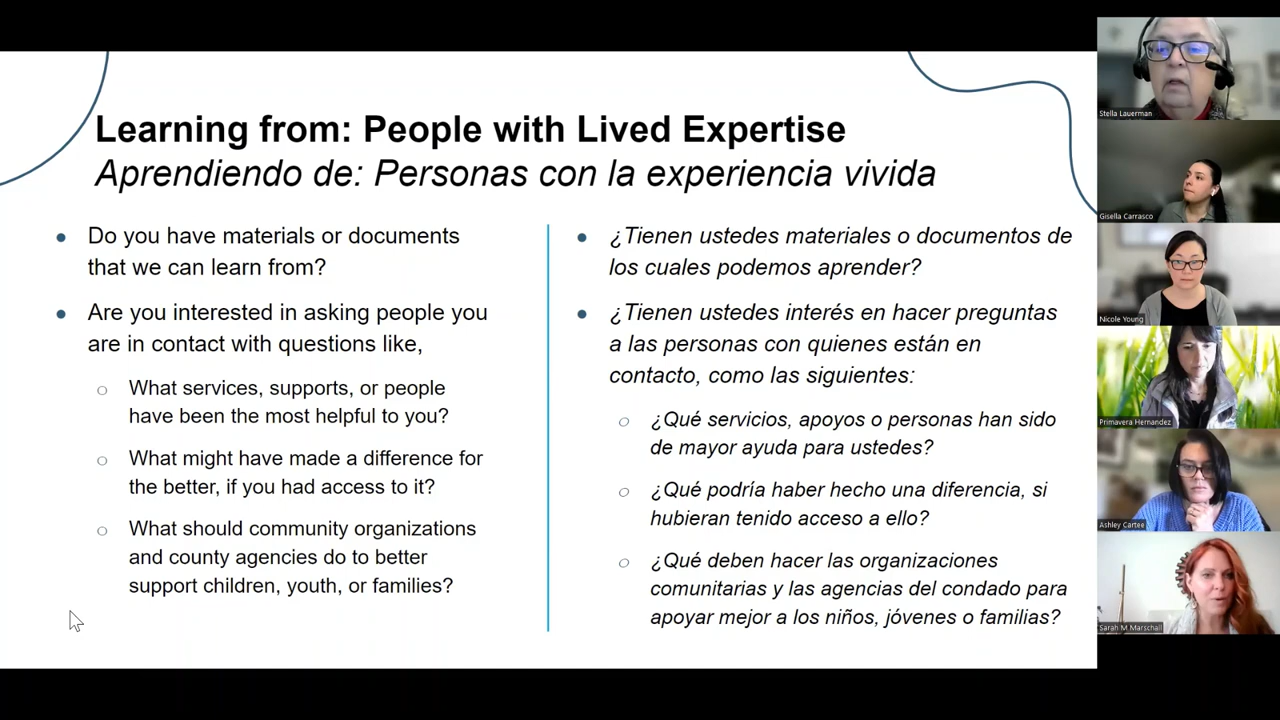 Learning from: People with Lived Expertise
Aprendiendo de: Personas con la experiencia vivida
Do you have materials or documents
that we can learn from?
Are you interested in asking people you
are in contact with questions like,
What services, supports, or people
have been the most helpful to you?
What might have made a difference for
the better, if you had access to it?
What should community organizations
and county agencies do to better
support children, youth, or families?
¿Tienen ustedes materiales o documentos de
los cuales podemos aprender?
¿Tienen ustedes interés en hacer preguntas
a las personas con quienes están en
contacto, como las siguientes:
¿Qué servicios, apoyos o personas han sido
de mayor ayuda para ustedes?
¿Qué podría haber hecho una diferencia, si
hubieran tenido acceso a ello?
¿Qué deben hacer las organizaciones
comunitarias y las agencias del condado para
apoyar mejor a los niños, jóvenes o familias?
Stella Lauerman
Gisella Carrasco
Nicole Young
Primavera Hernandez
Ashley Cartee
Sarah M Marschall